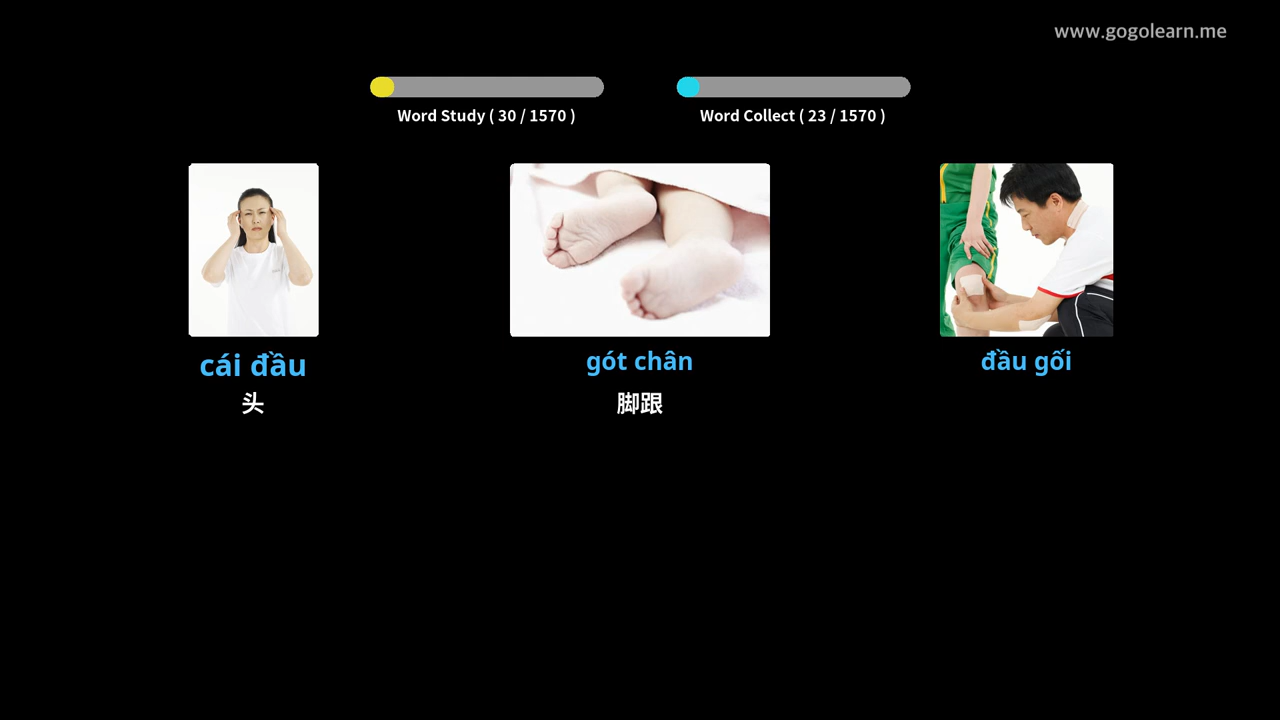 www.gogolearn.me
Word Study ( 30 / 1570 )
Word Collect ( 23 / 1570 )
cái đầu
头
gót chân
脚跟
đầu gối